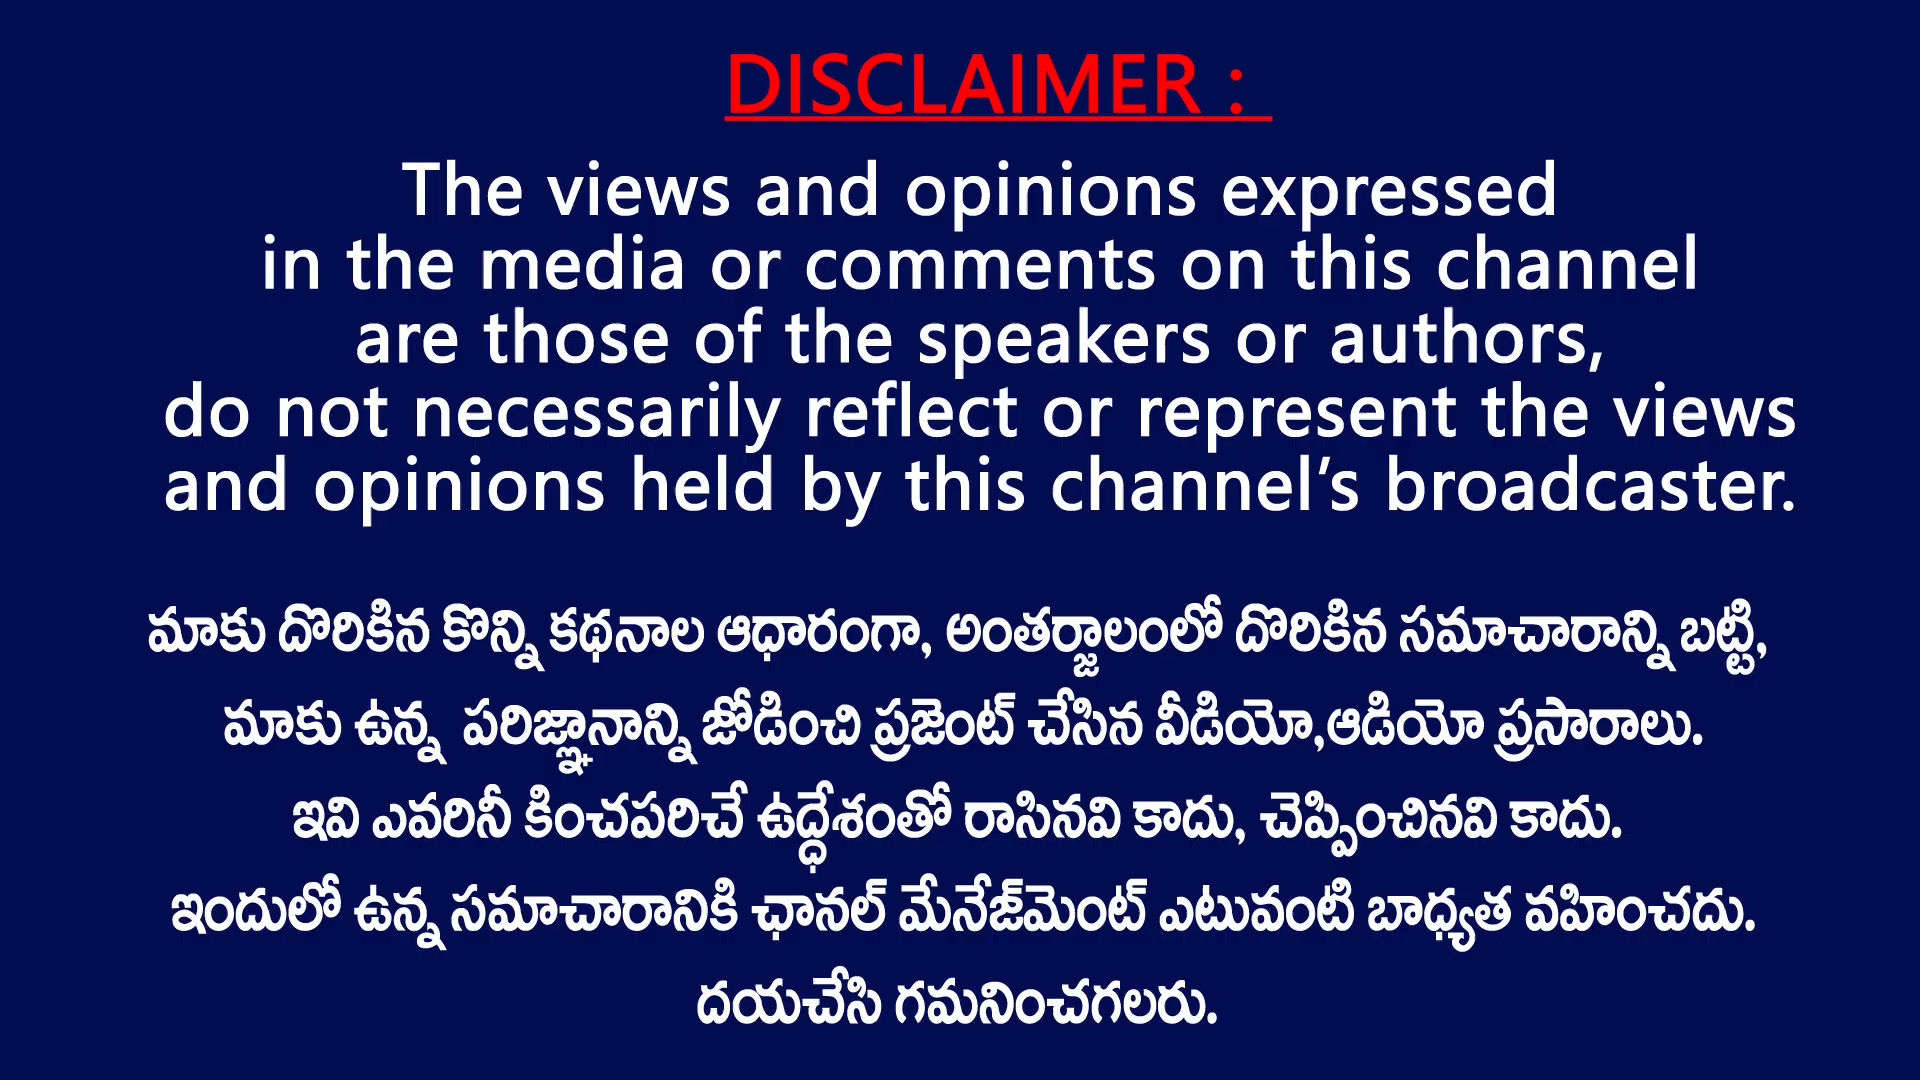 DISCLAIMER :
The views and opinions expressed
in the media or comments on this channel
are those of the speakers or authors,
do not necessarily reflect or represent the views
and opinions held by this channel’s broadcaster.
మాకు దొరికిన కొన్ని కథనాల ఆధారంగా, అంతర్జాలంలో దొరికిన సమాచారాన్ని బట్టి,
మాకు ఉన్న పరిజ్ఞానాన్ని జోడించి ప్రజెంట్ చేసిన వీడియో,ఆడియో ప్రసారాలు.
ఇవి ఎవరినీ కించపరిచే ఉద్ధేశంతో రాసినవి కాదు, చెప్పించినవి కాదు.
ఇందులో ఉన్న సమాచారానికి ఛానల్ మేనేజ్‌మెంట్ ఎటువంటి బాధ్యత వహించదు.
దయచేసి గమనించగలరు.